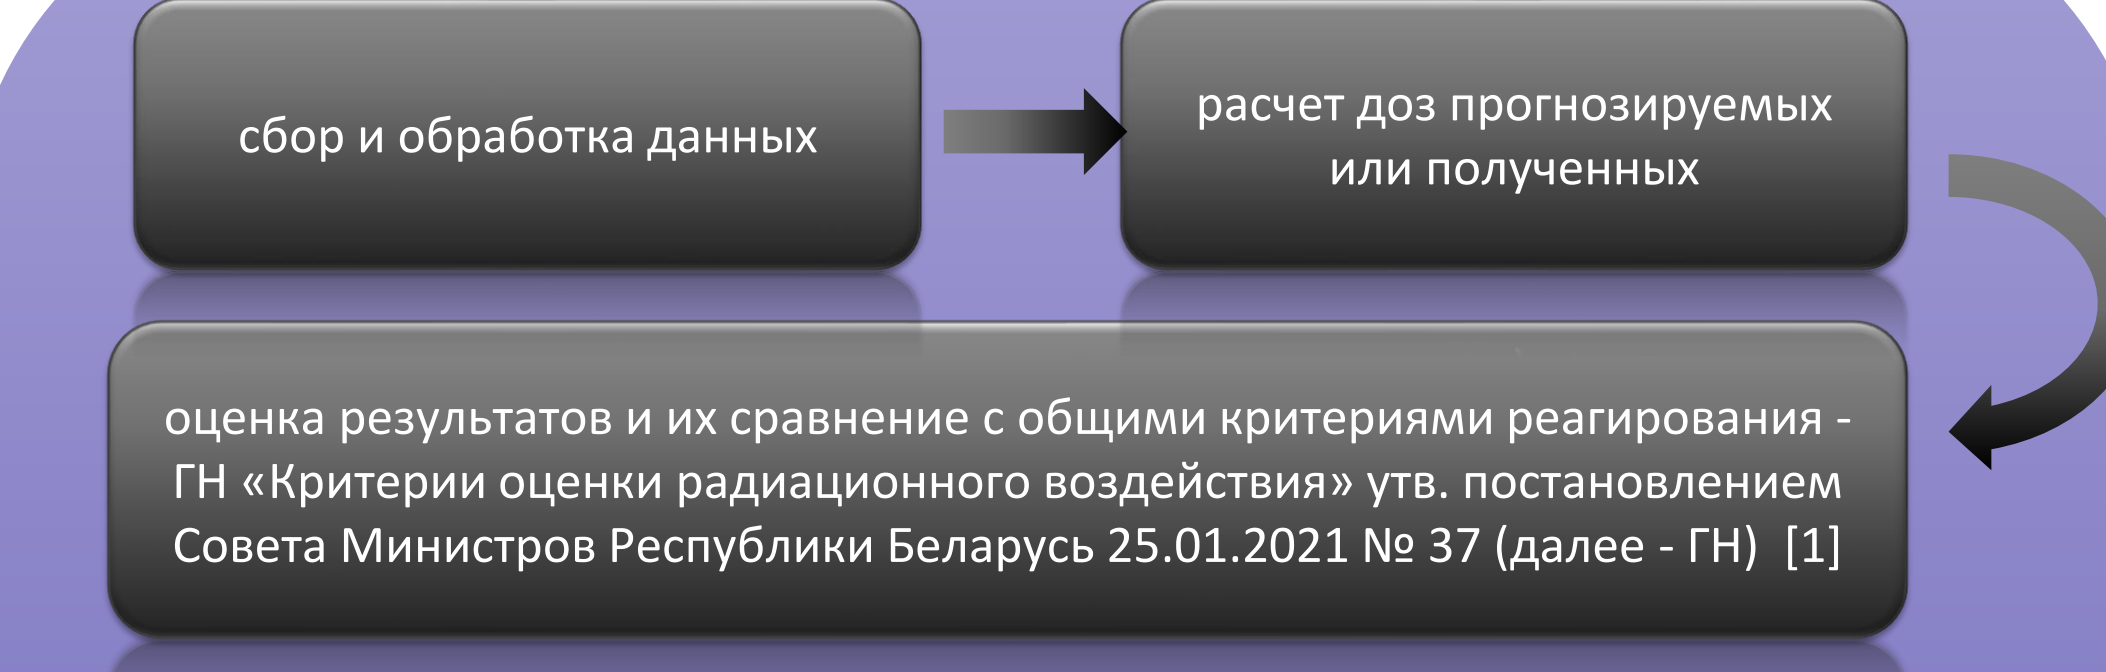 сбор и обработка данных
расчет доз прогнозируемых
или полученных
оценка результатов и их сравнение с общими критериями реагирования -
ГН «Критерии оценки радиационного воздействия» утв. постановлением
Совета Министров Республики Беларусь 25.01.2021 № 37 (далее - ГН) [1]